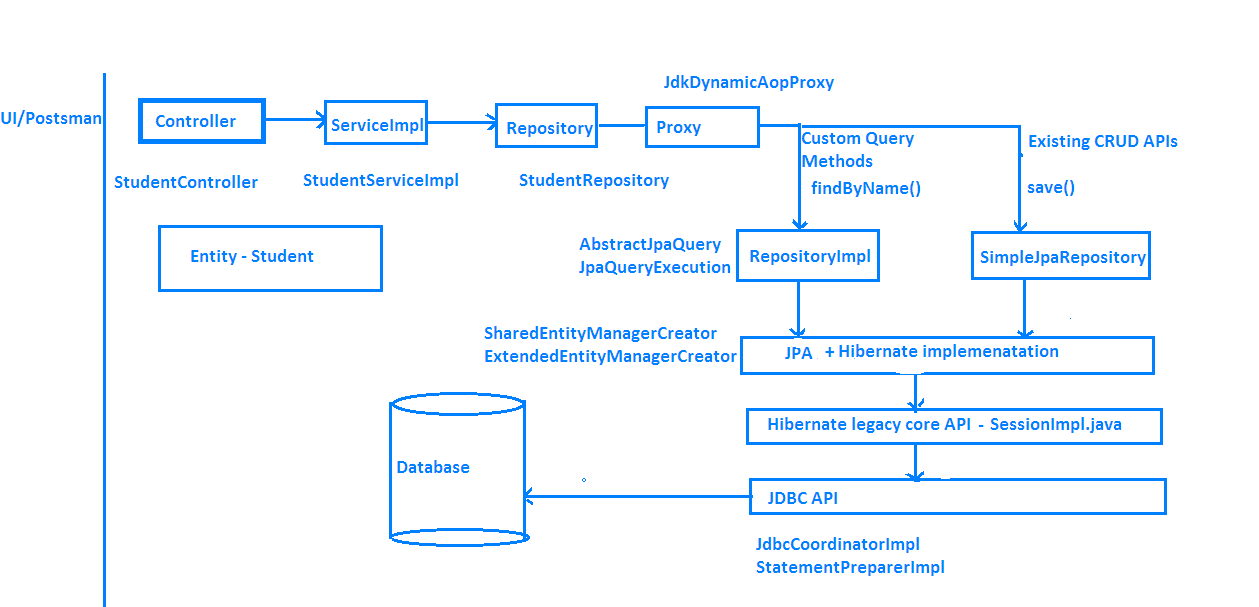 JdkDynamicAopProxy
UI/Postsman
Controller
ServiceImpl
Repository
Proxy
Custom Query
Methods
findByName()
Existing CRUD APIs
save()
StudentController
StudentServiceImpl
StudentRepository
Entity - Student
AbstractJpaQuery
JpaQueryExecution
RepositoryImpl
SimpleJpaRepository
SharedEntityManagerCreator
ExtendedEntityManagerCreator
JPA + Hibernate implemenatation
Hibernate legacy core API - SessionImpl.java
Database
JDBC API
JdbcCoordinatorImpl
StatementPreparerImpl